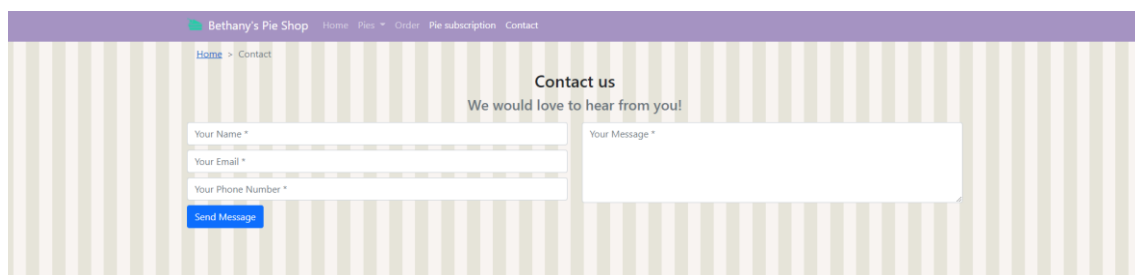 Bethany's Pie Shop Home Pies Order Pie subscription Contact
Home > Contact
Contact us
We would love to hear from you!
Your Name *
Your Email *
Your Phone Number *
Send Message
Your Message *